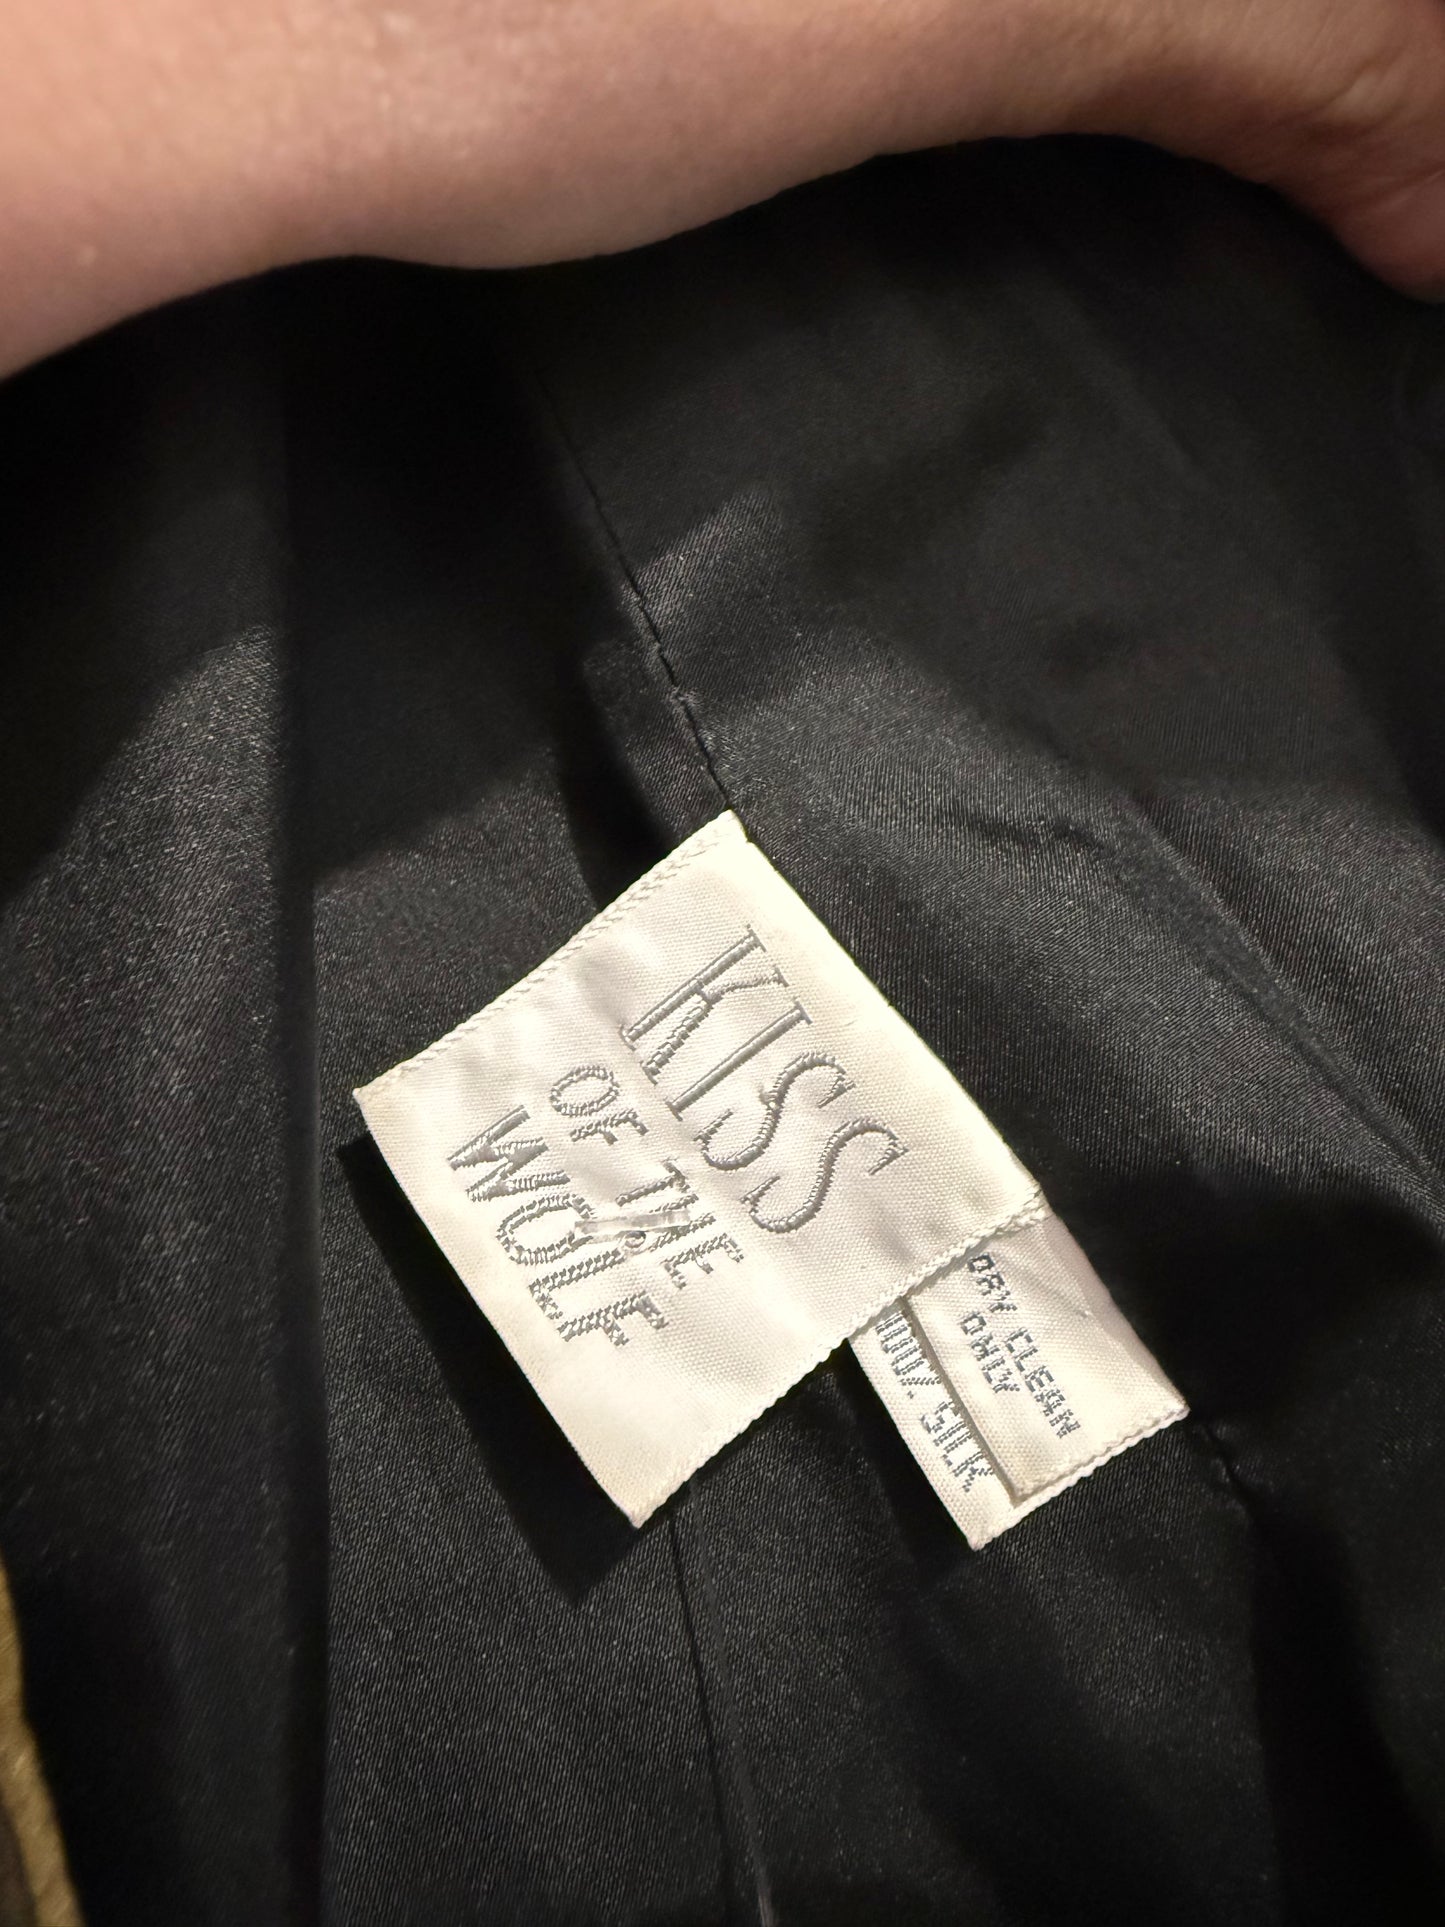 KISS
OF THE
WOLF
DRY CLEAN
ONLY
100% SILK